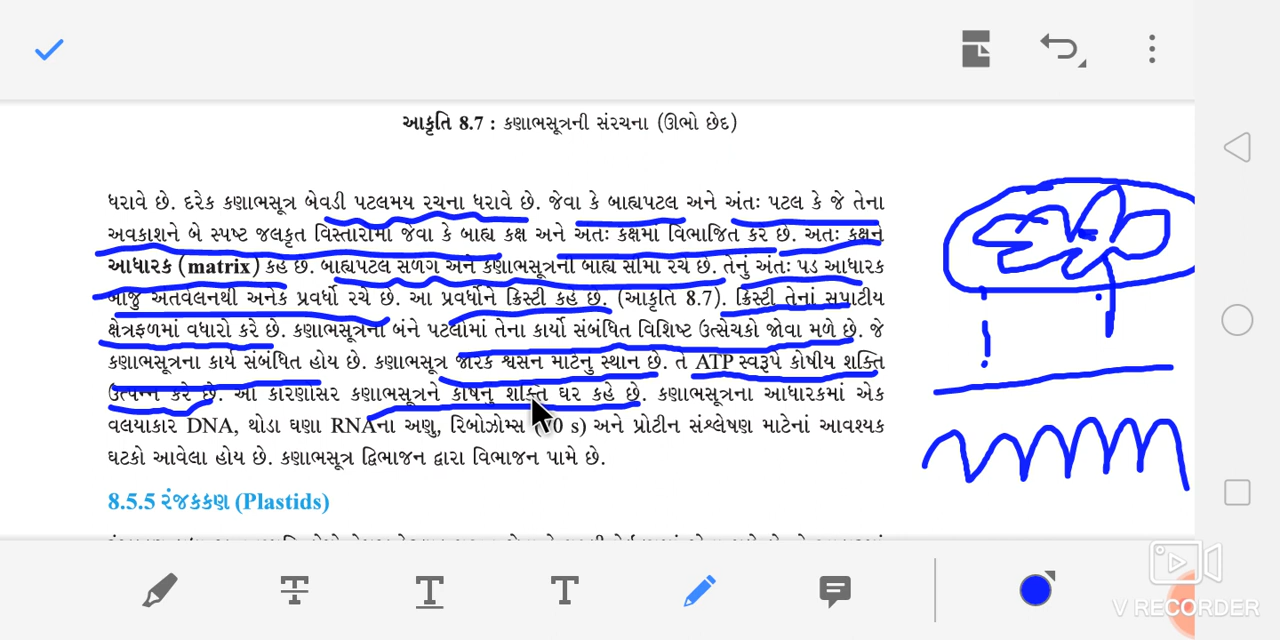 આકૃતિ 8.7 : કણાભસૂત્રની સંરચના (ઊભો છેદ)
ધરાવે છે. દરેક કણાભસૂત્ર બેવડી પટલમય રચના ધરાવે છે. જેવા કે બાહ્યપટલ અને અંતઃ પટલ કે જે તેના
અવકાશને બે સ્પષ્ટ જલકૃત વિસ્તારોમાં જેવા કે બાહ્ય કક્ષ અને અંતઃ કક્ષમાં વિભાજિત કરે છે. અંતઃ કક્ષને
આધારક (matrix) કહે છે. બાહ્યપટલ સળંગ અને કણાભસૂત્રની બાહ્ય સીમા રચે છે. તેનું અંતઃ પડ આધારક
બાજુ અંતર્વલનથી અનેક પ્રવર્ધો રચે છે. આ પ્રવર્ધોને ક્રિસ્ટી કહે છે. (આકૃતિ 8.7). ક્રિસ્ટી તેનાં સપાટીય
ક્ષેત્રફળમાં વધારો કરે છે. કણાભસૂત્રના બંને પટલોમાં તેના કાર્યો સંબંધિત વિશિષ્ટ ઉત્સેચકો જોવા મળે છે. જે
કણાભસૂત્રના કાર્ય સંબંધિત હોય છે. કણાભસૂત્ર જારક શ્વસન માટેનું સ્થાન છે. તે ATP સ્વરૂપે કોષીય શક્તિ
ઉત્પન્ન કરે છે. આ કારણોસર કણાભસૂત્રને કોષનું શક્તિ ઘર કહે છે. કણાભસૂત્રના આધારકમાં એક
વલયાકાર DNA, થોડા ઘણા RNAના અણુ, રિબોઝોમ્સ (70 s) અને પ્રોટીન સંશ્લેષણ માટેનાં આવશ્યક
ઘટકો આવેલા હોય છે. કણાભસૂત્ર દ્વિભાજન દ્વારા વિભાજન પામે છે.
8.5.5 રંજકકણ (Plastids)
V RECORDER